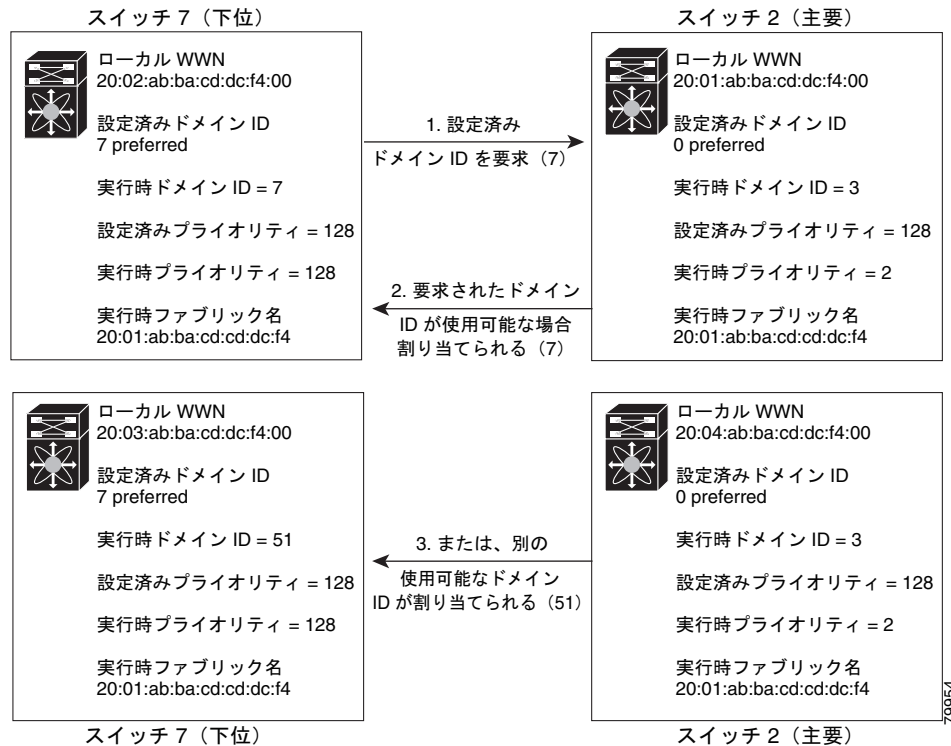 スイッチ 7（下位）
スイッチ 2（主要）
ローカル WWN
20:02:ab:ba:cd:dc:f4:00
設定済みドメイン ID
7 preferred
実行時ドメイン ID = 7
設定済みプライオリティ = 128
実行時プライオリティ = 128
実行時ファブリック名
20:01:ab:ba:cd:cd:dc:f4
1. 設定済み
ドメイン ID を要求（7）
2. 要求されたドメイン
ID が使用可能な場合
割り当てられる（7）
ローカル WWN
20:01:ab:ba:cd:dc:f4:00
設定済みドメイン ID
0 preferred
実行時ドメイン ID = 3
設定済みプライオリティ = 128
実行時プライオリティ = 2
実行時ファブリック名
20:01:ab:ba:cd:cd:dc:f4
ローカル WWN
20:03:ab:ba:cd:dc:f4:00
設定済みドメイン ID
7 preferred
実行時ドメイン ID = 51
設定済みプライオリティ = 128
実行時プライオリティ = 128
実行時ファブリック名
20:01:ab:ba:cd:cd:dc:f4
3. または、別の
使用可能なドメイン
ID が割り当てられる（51）
ローカル WWN
20:04:ab:ba:cd:dc:f4:00
設定済みドメイン ID
0 preferred
実行時ドメイン ID = 3
設定済みプライオリティ = 128
実行時プライオリティ = 2
実行時ファブリック名
20:01:ab:ba:cd:cd:dc:f4
スイッチ 7（下位）
スイッチ 2（主要）
79954